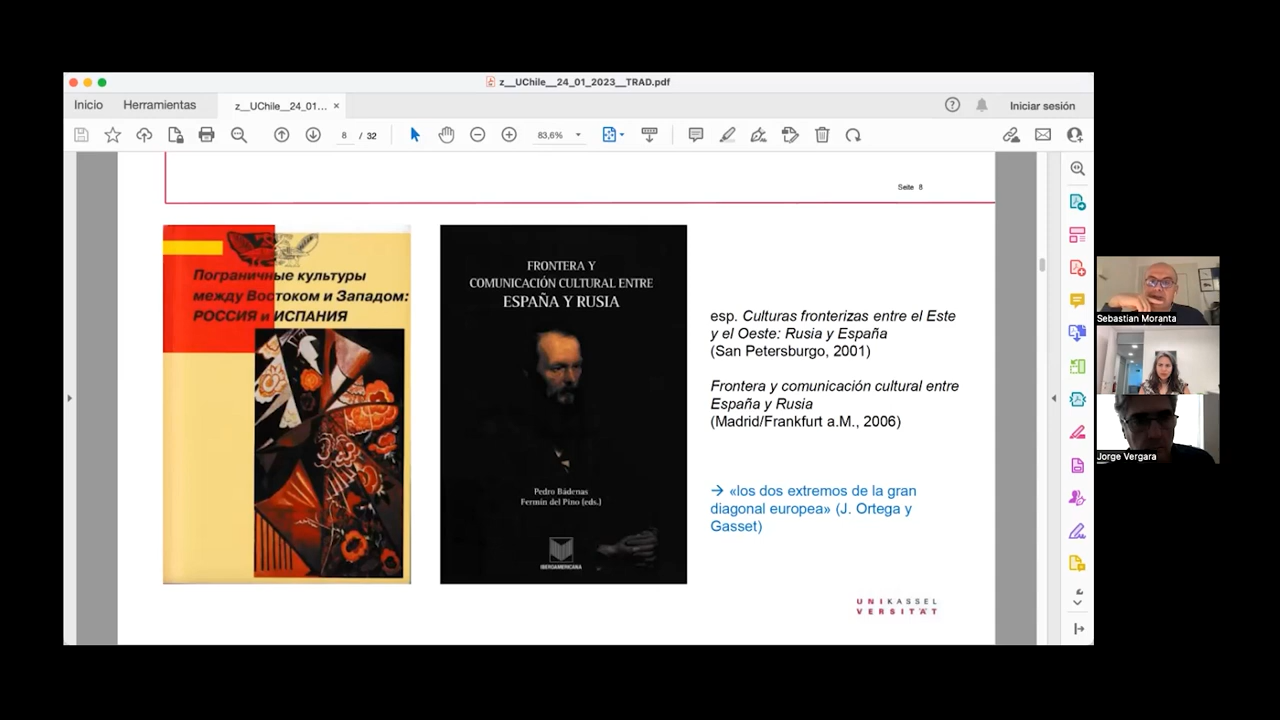 z__UChile__24_01_2023__TRAD.pdf
Inicio
Herramientas
z__UChile__24_01... ×
Iniciar sesión
8 / 32
83,6%
Seite 8
Пограничные культуры
между Востоком и Западом:
РОССИЯ и ИСПАНИЯ
FRONTERA Y
COMUNICACIÓN CULTURAL ENTRE
ESPAÑA Y RUSIA
Pedro Bádenas
Fermín del Pino (eds.)
IBEROAMERICANA
esp. Culturas fronterizas entre el Este
y el Oeste: Rusia y España
(San Petersburgo, 2001)
Frontera y comunicación cultural entre
España y Rusia
(Madrid/Frankfurt a.M., 2006)
→ «los dos extremos de la gran
diagonal europea» (J. Ortega y
Gasset)
UNIKASSEL
VERSITÄT
Sebastian Moranta
Jorge Vergara